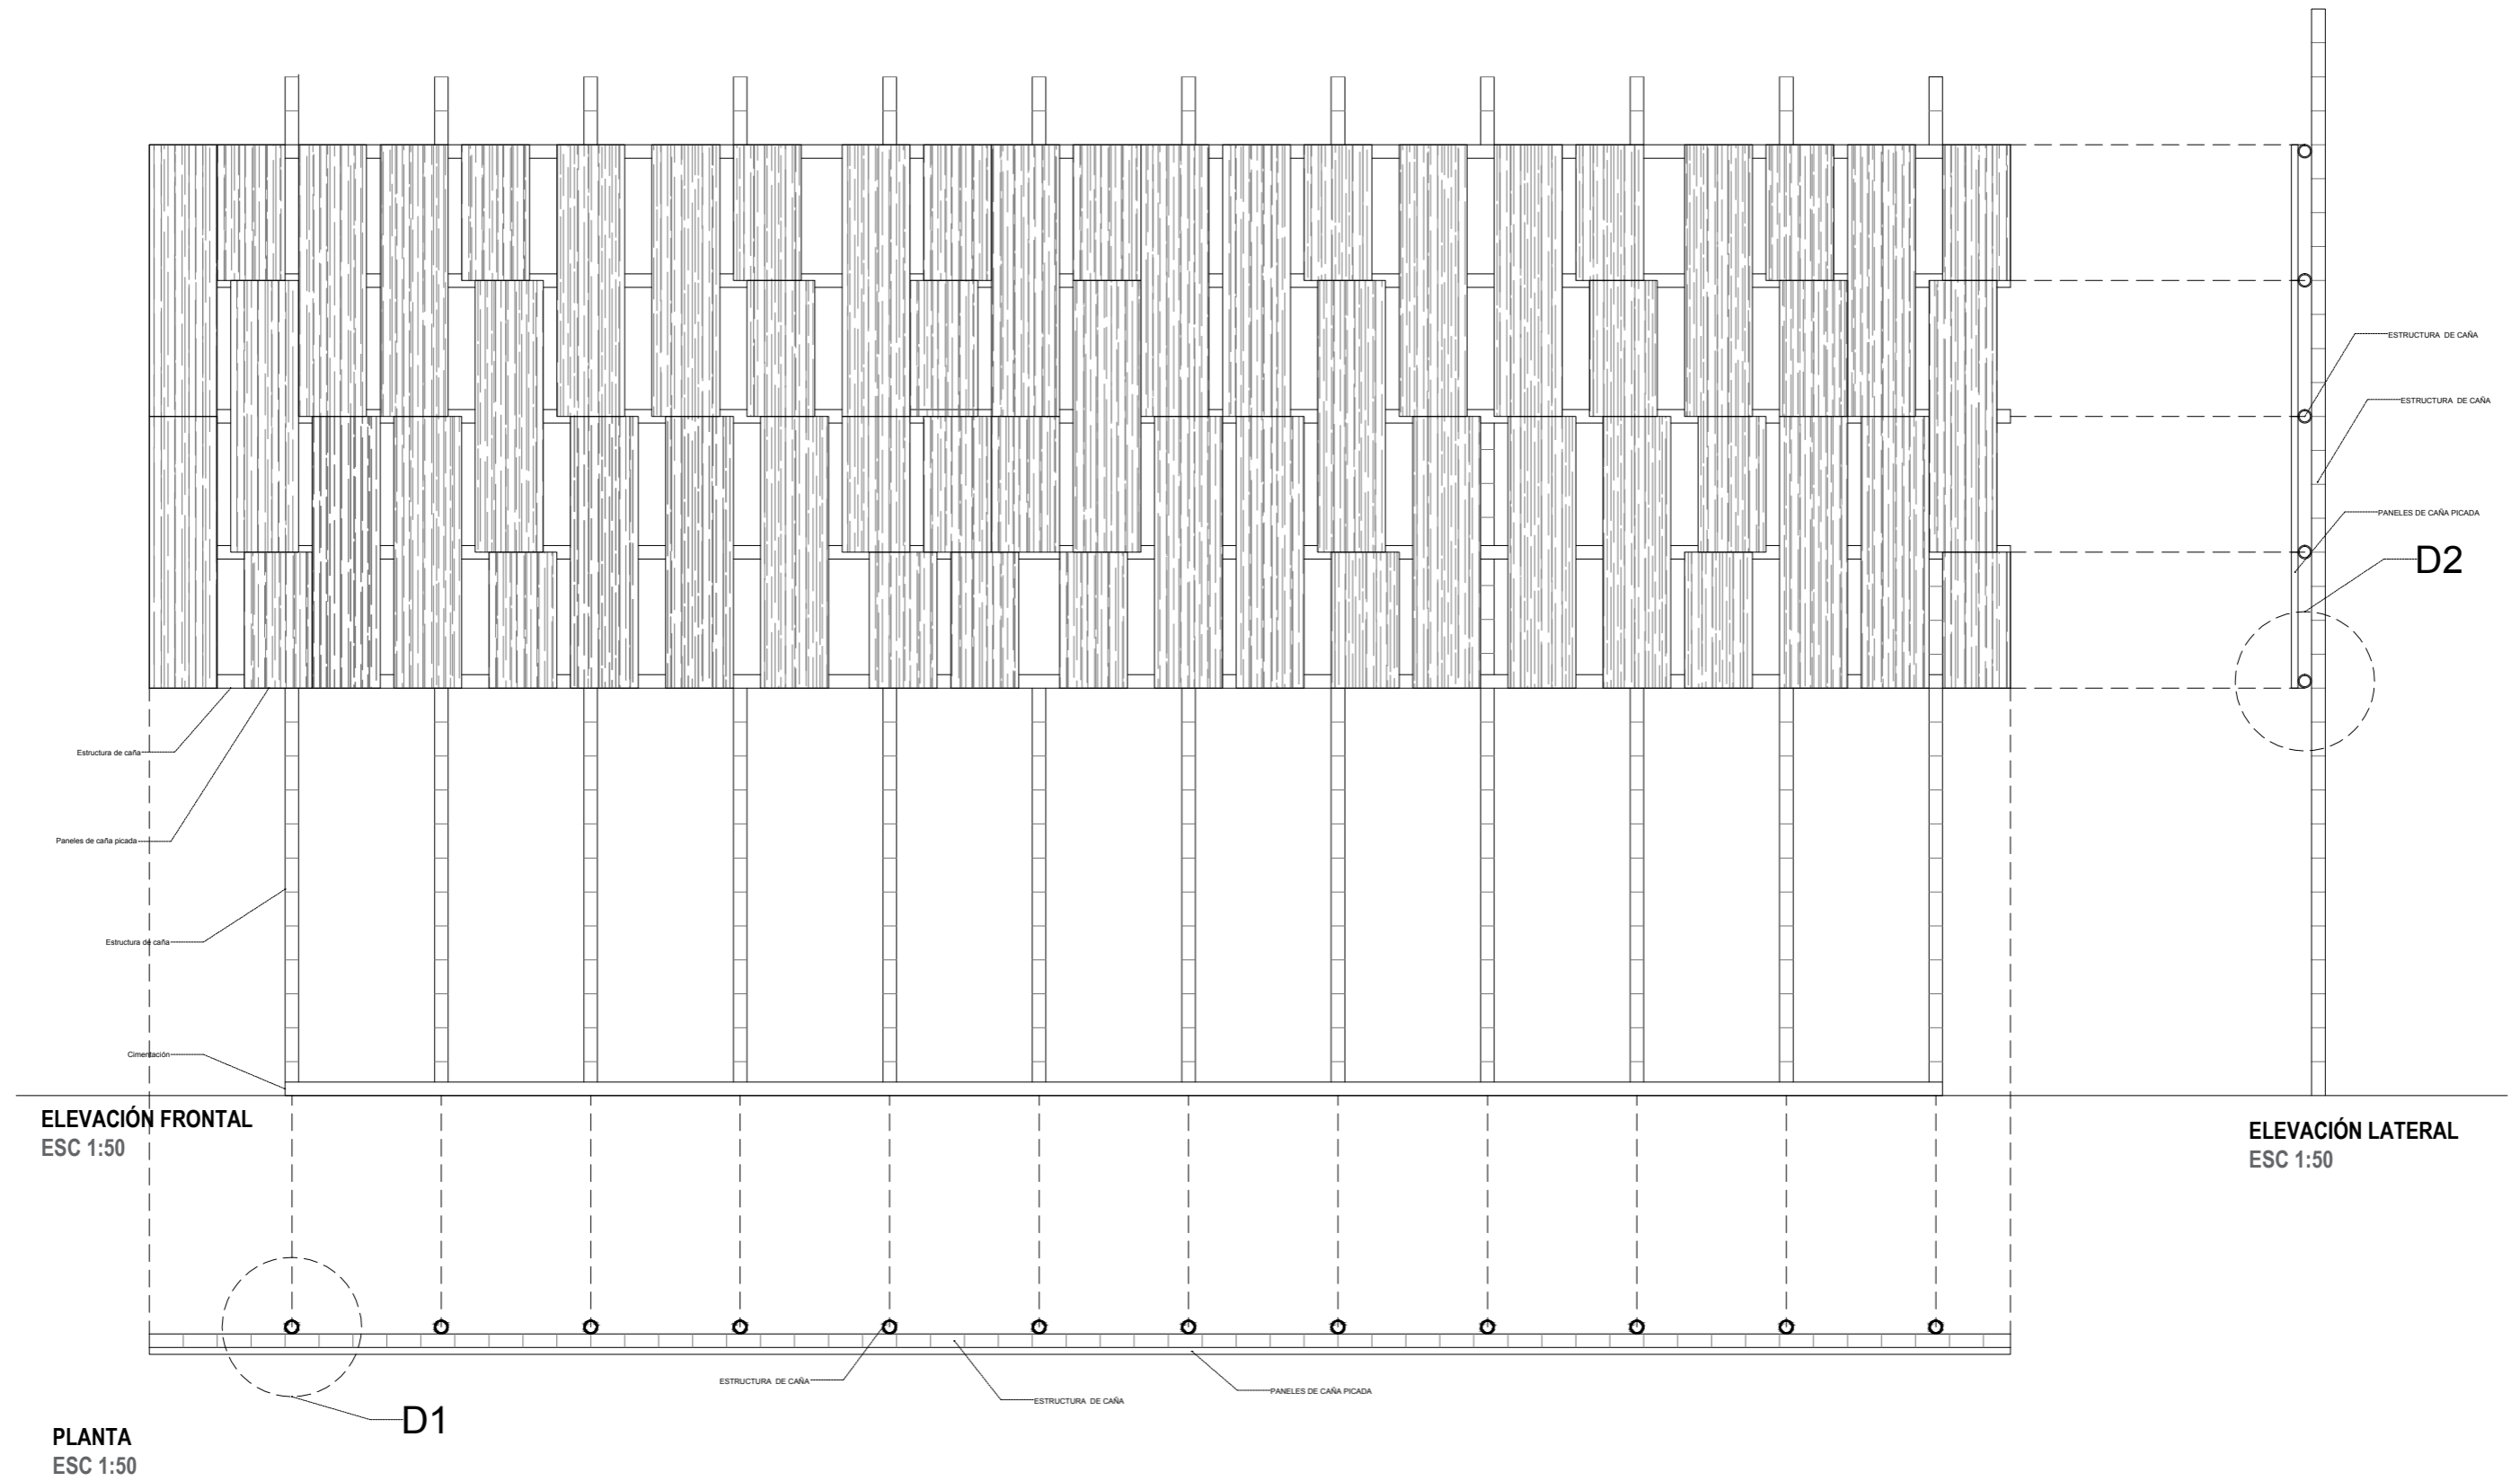 ESTRUCTURA DE CAÑA
ESTRUCTURA DE CAÑA
PANELES DE CAÑA PICADA
D2
Estructura de caña
Paneles de caña picada
Estructura de caña
Cimentación
ELEVACIÓN FRONTAL
ESC 1:50
ELEVACIÓN LATERAL
ESC 1:50
ESTRUCTURA DE CAÑA
ESTRUCTURA DE CAÑA
PANELES DE CAÑA PICADA
D1
PLANTA
ESC 1:50